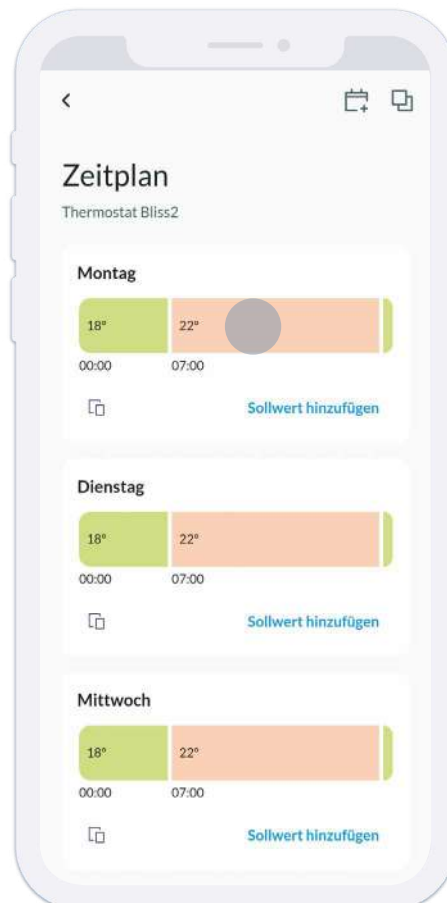 Zeitplan
Thermostat Bliss2
Montag
18° 22°
00:00 07:00
Sollwert hinzufügen
Dienstag
18° 22°
00:00 07:00
Sollwert hinzufügen
Mittwoch
18° 22°
00:00 07:00
Sollwert hinzufügen